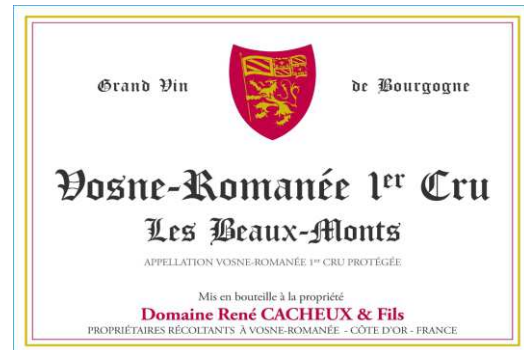 Grand Vin de Bourgogne
Vosne-Romanée 1er Cru
Les Beaux-Monts
APPELLATION VOSNE-ROMANÉE 1ER CRU PROTÉGÉE
Mis en bouteille à la propriété
Domaine René CACHEUX & Fils
PROPRIÉTAIRES RÉCOLTANTS À VOSNE-ROMANÉE - CÔTE D'OR - FRANCE